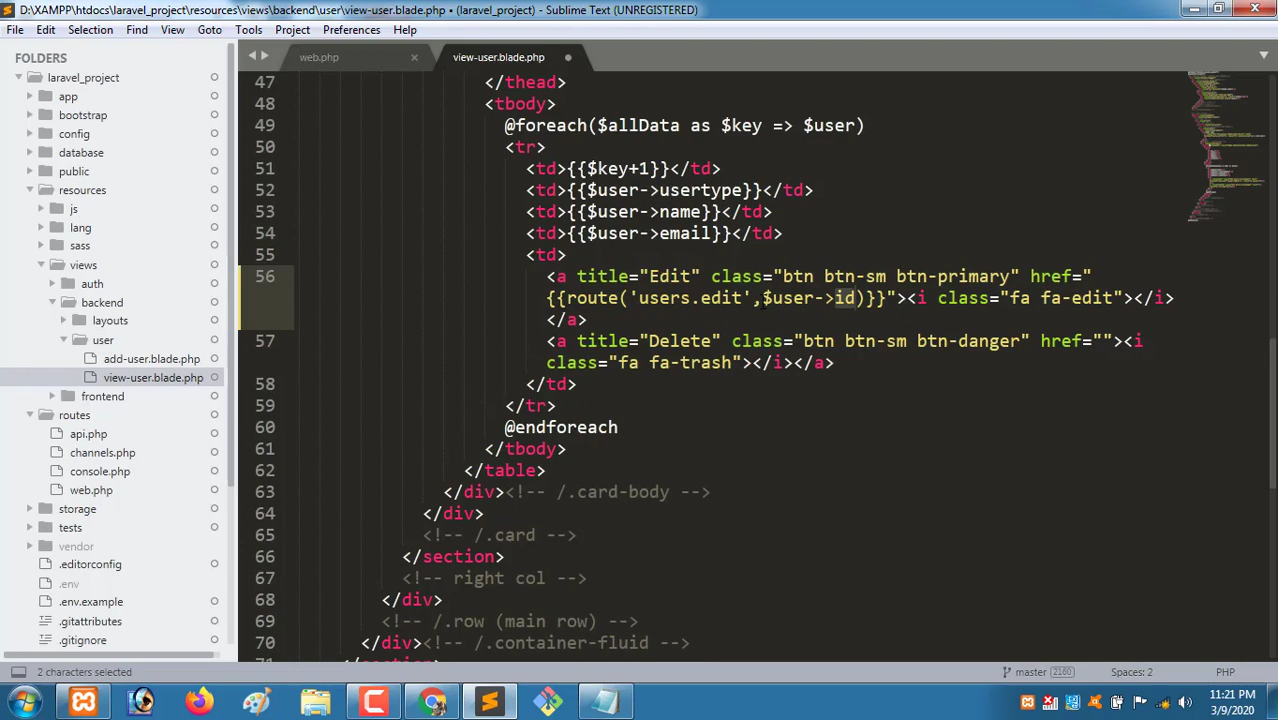 D:\XAMPP\htdocs\laravel_project\resources\views\backend\user\view-user.blade.php • (laravel_project) - Sublime Text (UNREGISTERED)
File Edit Selection Find View Goto Tools Project Preferences Help
FOLDERS
laravel_project
app
bootstrap
config
database
public
resources
js
lang
sass
views
auth
backend
layouts
user
add-user.blade.php
view-user.blade.php
frontend
routes
api.php
channels.php
console.php
web.php
storage
tests
vendor
.editorconfig
.env
.env.example
.gitattributes
.gitignore
web.php × view-user.blade.php
47 </thead>
48 <tbody>
49 @foreach($allData as $key => $user)
50 <tr>
51 <td>{{$key+1}}</td>
52 <td>{{$user->usertype}}</td>
53 <td>{{$user->name}}</td>
54 <td>{{$user->email}}</td>
55 <td>
56 <a title="Edit" class="btn btn-sm btn-primary" href="
{{route('users.edit',$user->id)}}"><i class="fa fa-edit"></i>
</a>
57 <a title="Delete" class="btn btn-sm btn-danger" href=""><i
class="fa fa-trash"></i></a>
58 </td>
59 </tr>
60 @endforeach
61 </tbody>
62 </table>
63 </div><!-- /.card-body -->
64 </div>
65 <!-- /.card -->
66 </section>
67 <!-- right col -->
68 </div>
69 <!-- /.row (main row) -->
70 </div><!-- /.container-fluid -->
71 </section>
2 characters selected
master 2160 Spaces: 2 PHP
11:21 PM
3/9/2020